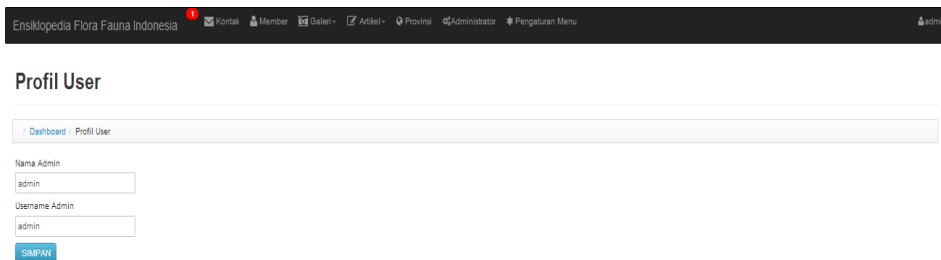 Ensiklopedia Flora Fauna Indonesia 1 Kontak Member Galeri Artikel Provinsi Administrator Pengaturan Menu admi
Profil User
/ Dashboard / Profil User
Nama Admin
admin
Username Admin
admin
SIMPAN